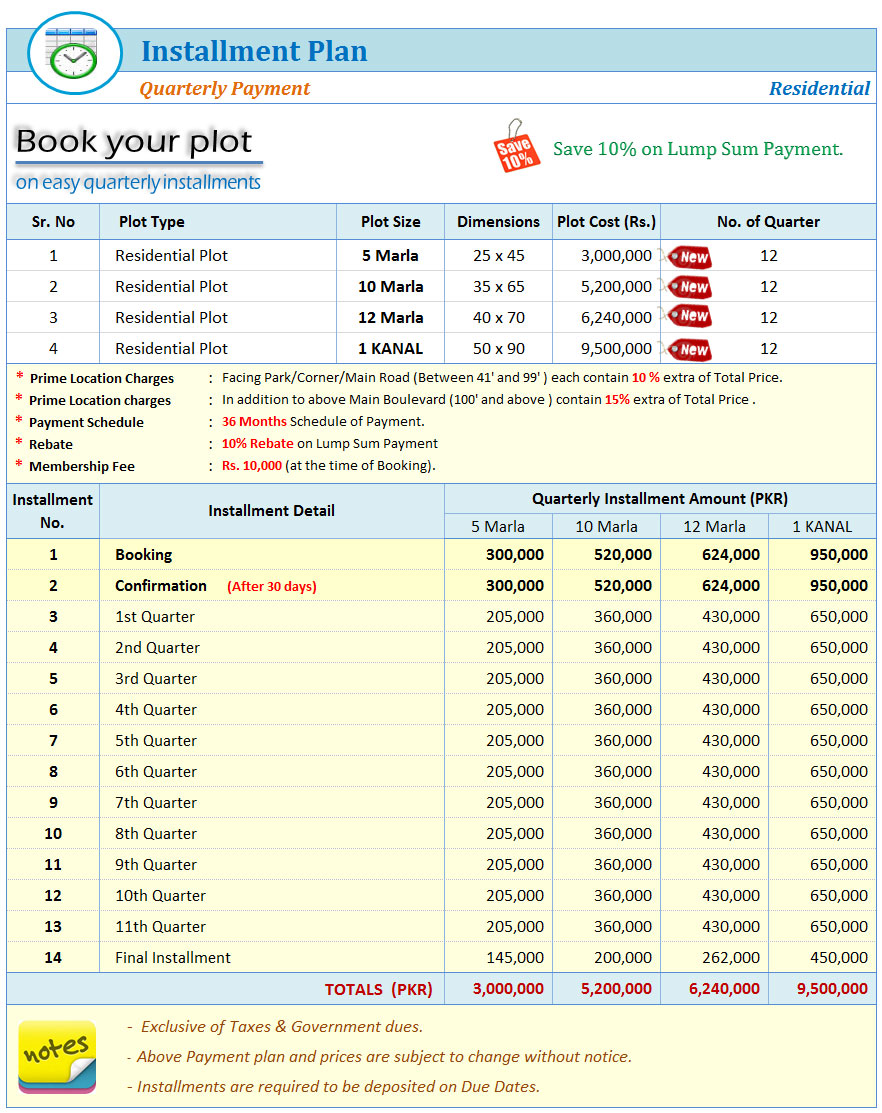 Installment Plan
Quarterly Payment Residential
Book your plot
on easy quarterly installments
Save 10%
Save 10% on Lump Sum Payment.
Sr. No Plot Type Plot Size Dimensions Plot Cost (Rs.) No. of Quarter
1 Residential Plot 5 Marla 25 x 45 3,000,000 New 12
2 Residential Plot 10 Marla 35 x 65 5,200,000 New 12
3 Residential Plot 12 Marla 40 x 70 6,240,000 New 12
4 Residential Plot 1 KANAL 50 x 90 9,500,000 New 12
* Prime Location Charges : Facing Park/Corner/Main Road (Between 41' and 99' ) each contain 10 % extra of Total Price.
* Prime Location charges : In addition to above Main Boulevard (100' and above ) contain 15% extra of Total Price .
* Payment Schedule : 36 Months Schedule of Payment.
* Rebate : 10% Rebate on Lump Sum Payment
* Membership Fee : Rs. 10,000 (at the time of Booking).
Installment No. Installment Detail Quarterly Installment Amount (PKR)
5 Marla 10 Marla 12 Marla 1 KANAL
1 Booking 300,000 520,000 624,000 950,000
2 Confirmation (After 30 days) 300,000 520,000 624,000 950,000
3 1st Quarter 205,000 360,000 430,000 650,000
4 2nd Quarter 205,000 360,000 430,000 650,000
5 3rd Quarter 205,000 360,000 430,000 650,000
6 4th Quarter 205,000 360,000 430,000 650,000
7 5th Quarter 205,000 360,000 430,000 650,000
8 6th Quarter 205,000 360,000 430,000 650,000
9 7th Quarter 205,000 360,000 430,000 650,000
10 8th Quarter 205,000 360,000 430,000 650,000
11 9th Quarter 205,000 360,000 430,000 650,000
12 10th Quarter 205,000 360,000 430,000 650,000
13 11th Quarter 205,000 360,000 430,000 650,000
14 Final Installment 145,000 200,000 262,000 450,000
TOTALS (PKR) 3,000,000 5,200,000 6,240,000 9,500,000
notes
- Exclusive of Taxes & Government dues.
- Above Payment plan and prices are subject to change without notice.
- Installments are required to be deposited on Due Dates.